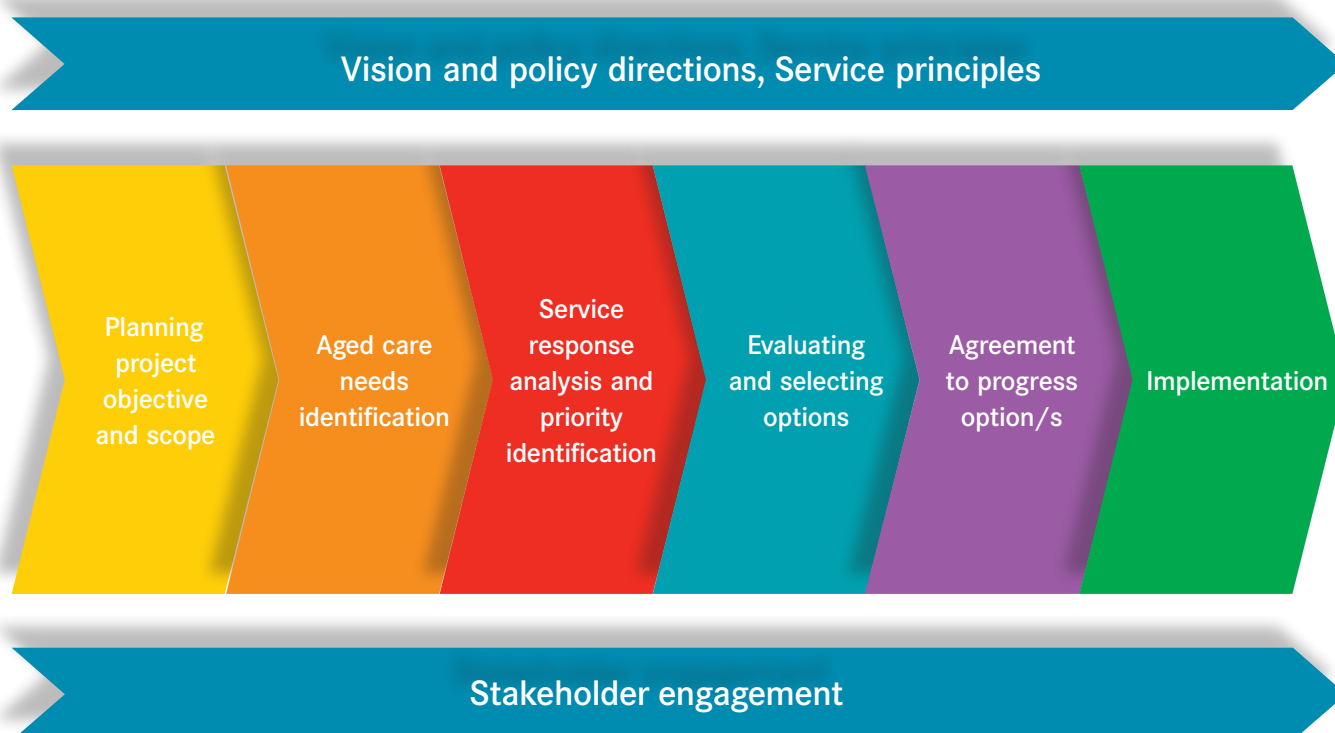 Vision and policy directions, Service principles
Planning
project
objective
and scope
Aged care
needs
identification
Service
response
analysis and
priority
identification
Evaluating
and selecting
options
Agreement
to progress
option/s
Implementation
Stakeholder engagement